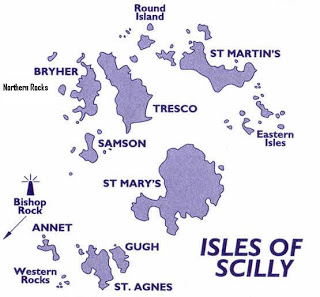 Round
Island
ST MARTIN'S
BRYHER
Northern Rocks
TRESCO
Eastern
Isles
SAMSON
ST MARY'S
Bishop
Rock
ANNET
GUGH
Western
Rocks
ST. AGNES
ISLES OF
SCILLY